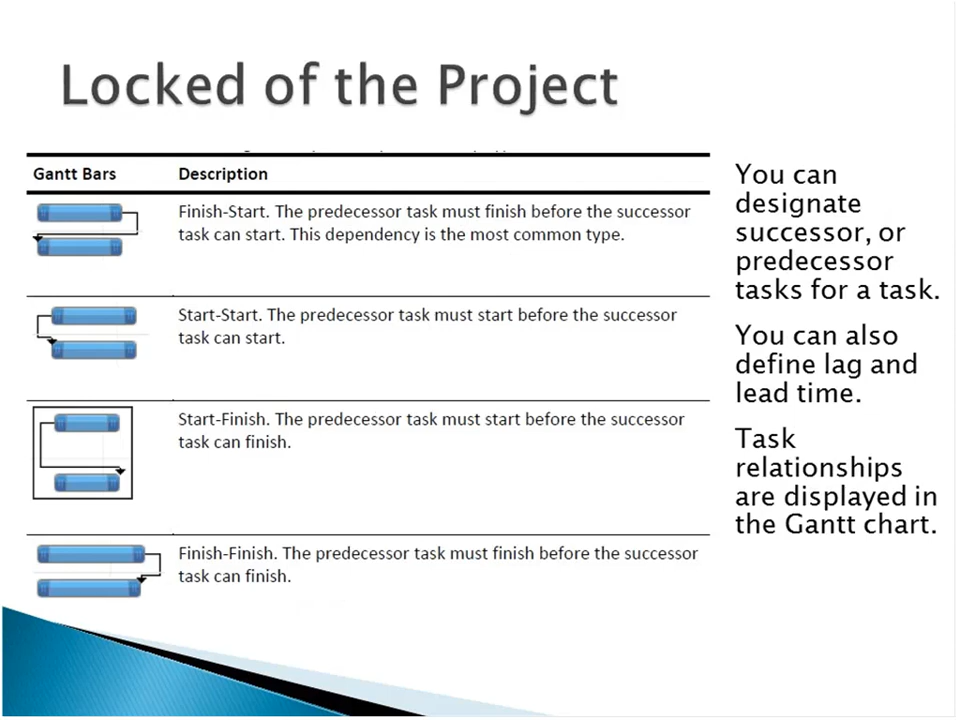 Locked of the Project
Gantt Bars
Description
Finish-Start. The predecessor task must finish before the successor
task can start. This dependency is the most common type.
Start-Start. The predecessor task must start before the successor
task can start.
Start-Finish. The predecessor task must start before the successor
task can finish.
Finish-Finish. The predecessor task must finish before the successor
task can finish.
You can
designate
successor, or
predecessor
tasks for a task.
You can also
define lag and
lead time.
Task
relationships
are displayed in
the Gantt chart.